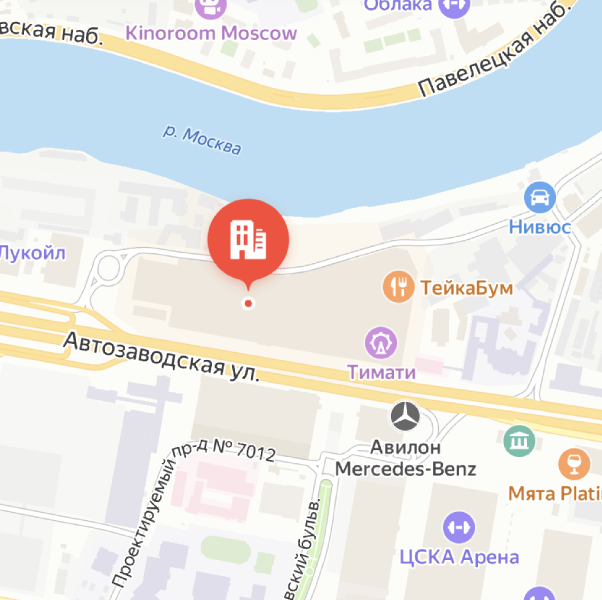 Облака
вская наб.
Kinoroom Moscow
Павелецкая наб.
р. Москва
Нивюс
Лукойл
ТейкаБум
Автозаводская ул.
Тимати
Авилон
Mercedes-Benz
Проектируемый пр-д № 7012
Мята Plati
вский бульв.
ЦСКА Арена